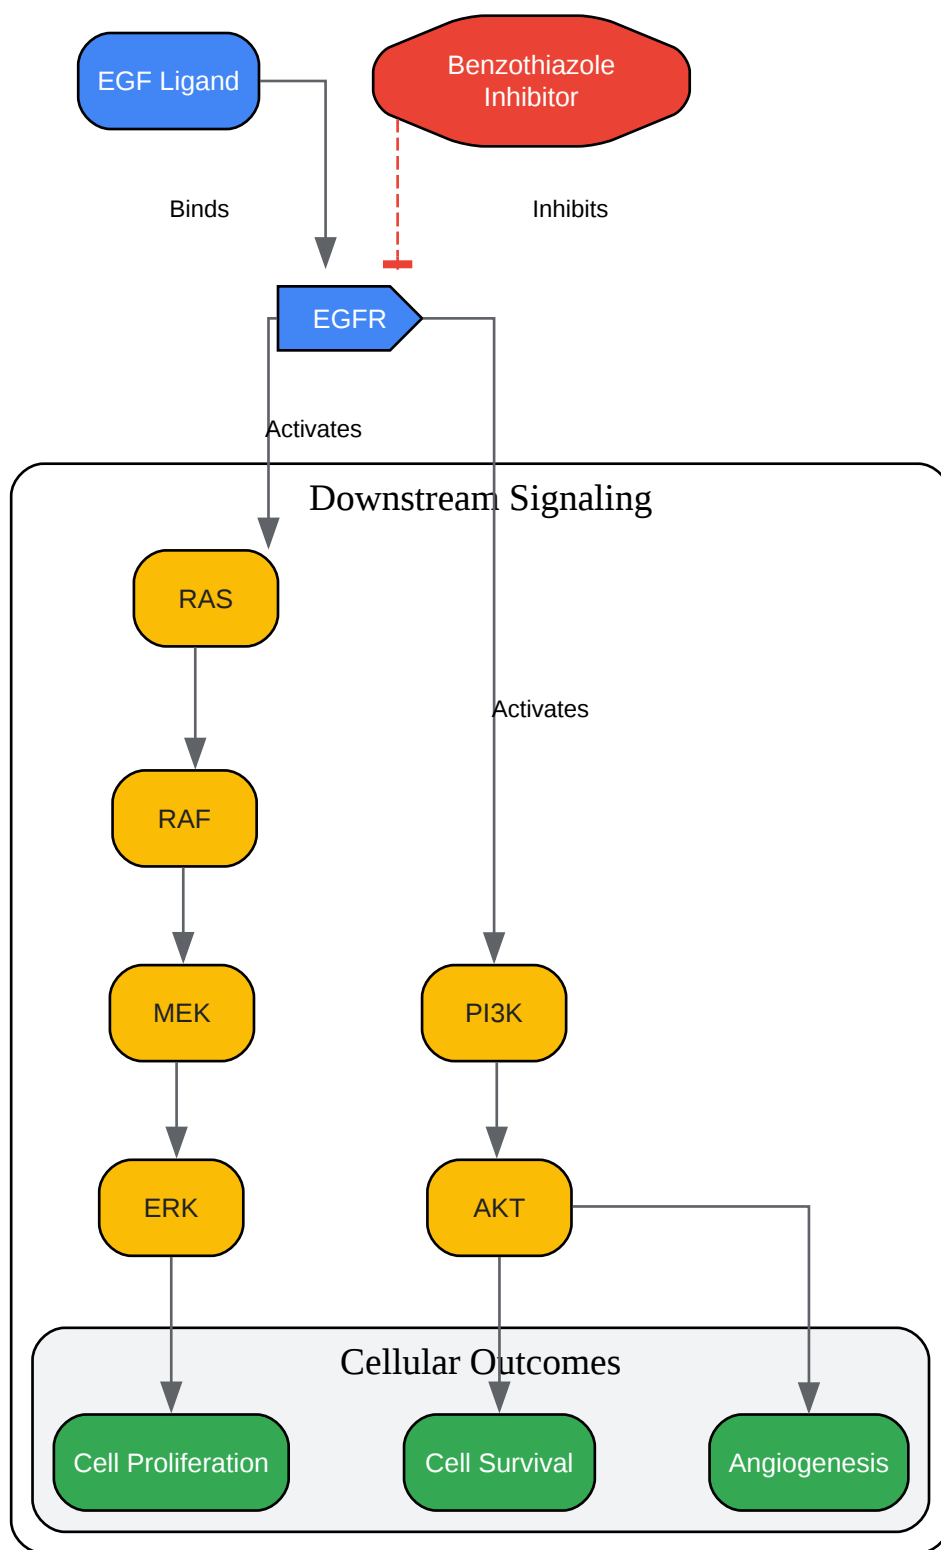 EGF Ligand
Benzothiazole
Inhibitor
Binds
Inhibits
EGFR
Activates
Downstream Signaling
RAS
Activates
RAF
MEK
PI3K
ERK
AKT
Cellular Outcomes
Cell Proliferation
Cell Survival
Angiogenesis